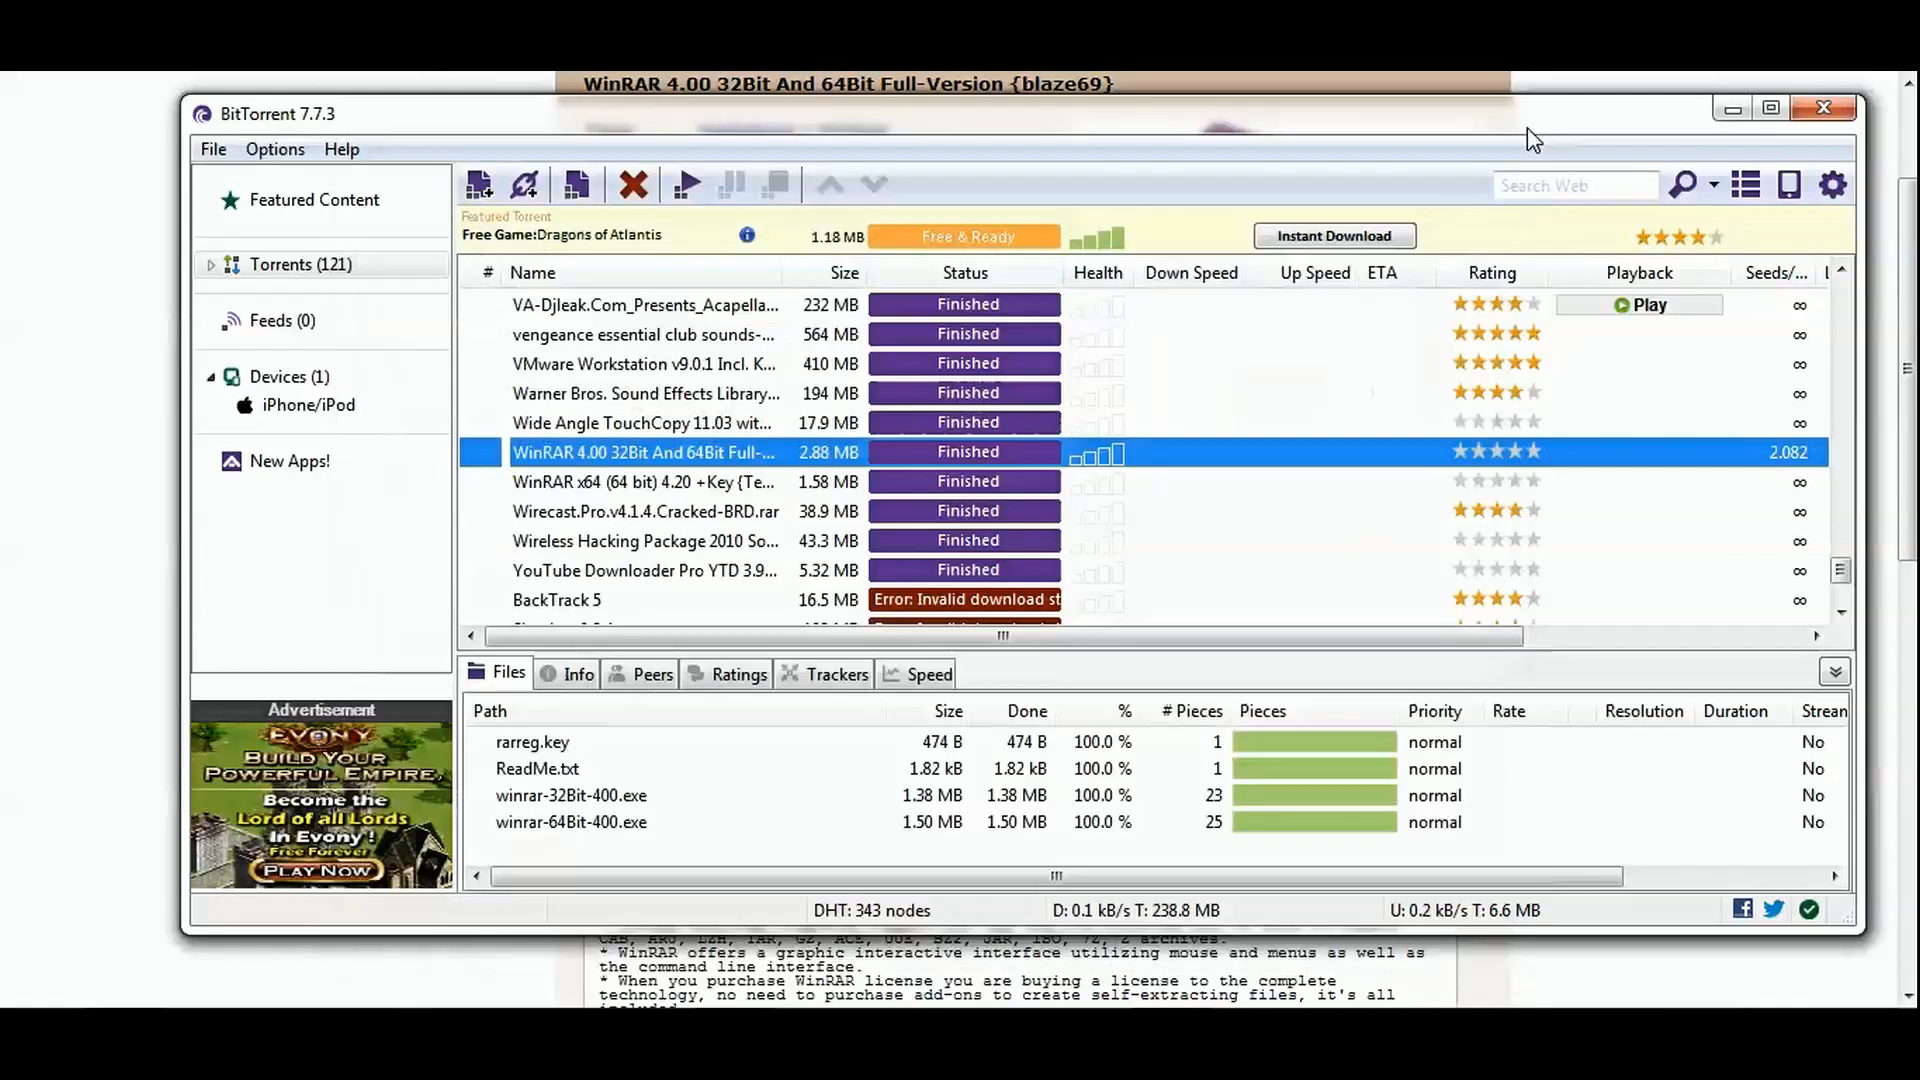 WinRAR 4.00 32Bit And 64Bit Full-Version {blaze69}
BitTorrent 7.7.3
File Options Help
Search Web
Featured Content
Torrents (121)
Feeds (0)
Devices (1)
iPhone/iPod
New Apps!
Featured Torrent
Free Game:Dragons of Atlantis 1.18 MB Free & Ready Instant Download
# Name Size Status Health Down Speed Up Speed ETA Rating Playback Seeds/...
VA-Djleak.Com_Presents_Acapella... 232 MB Finished Play ∞
vengeance essential club sounds-... 564 MB Finished ∞
VMware Workstation v9.0.1 Incl. K... 410 MB Finished ∞
Warner Bros. Sound Effects Library... 194 MB Finished ∞
Wide Angle TouchCopy 11.03 wit... 17.9 MB Finished ∞
WinRAR 4.00 32Bit And 64Bit Full-... 2.88 MB Finished 2.082
WinRAR x64 (64 bit) 4.20 +Key {Te... 1.58 MB Finished ∞
Wirecast.Pro.v4.1.4.Cracked-BRD.rar 38.9 MB Finished ∞
Wireless Hacking Package 2010 So... 43.3 MB Finished ∞
YouTube Downloader Pro YTD 3.9... 5.32 MB Finished ∞
BackTrack 5 16.5 MB Error: Invalid download st ∞
Files Info Peers Ratings Trackers Speed
Path Size Done % # Pieces Pieces Priority Rate Resolution Duration Strean
rarreg.key 474 B 474 B 100.0 % 1 normal No
ReadMe.txt 1.82 kB 1.82 kB 100.0 % 1 normal No
winrar-32Bit-400.exe 1.38 MB 1.38 MB 100.0 % 23 normal No
winrar-64Bit-400.exe 1.50 MB 1.50 MB 100.0 % 25 normal No
Advertisement
EVONY
BUILD YOUR
POWERFUL EMPIRE,
Become the
Lord of all Lords
In Evony !
Free Forever
PLAY NOW
DHT: 343 nodes D: 0.1 kB/s T: 238.8 MB U: 0.2 kB/s T: 6.6 MB
CAB, ARJ, LZH, TAR, GZ, ACE, UUE, BZ2, JAR, ISO, 7Z, Z archives.
* WinRAR offers a graphic interactive interface utilizing mouse and menus as well as
the command line interface.
* When you purchase WinRAR license you are buying a license to the complete
technology, no need to purchase add-ons to create self-extracting files, it's all